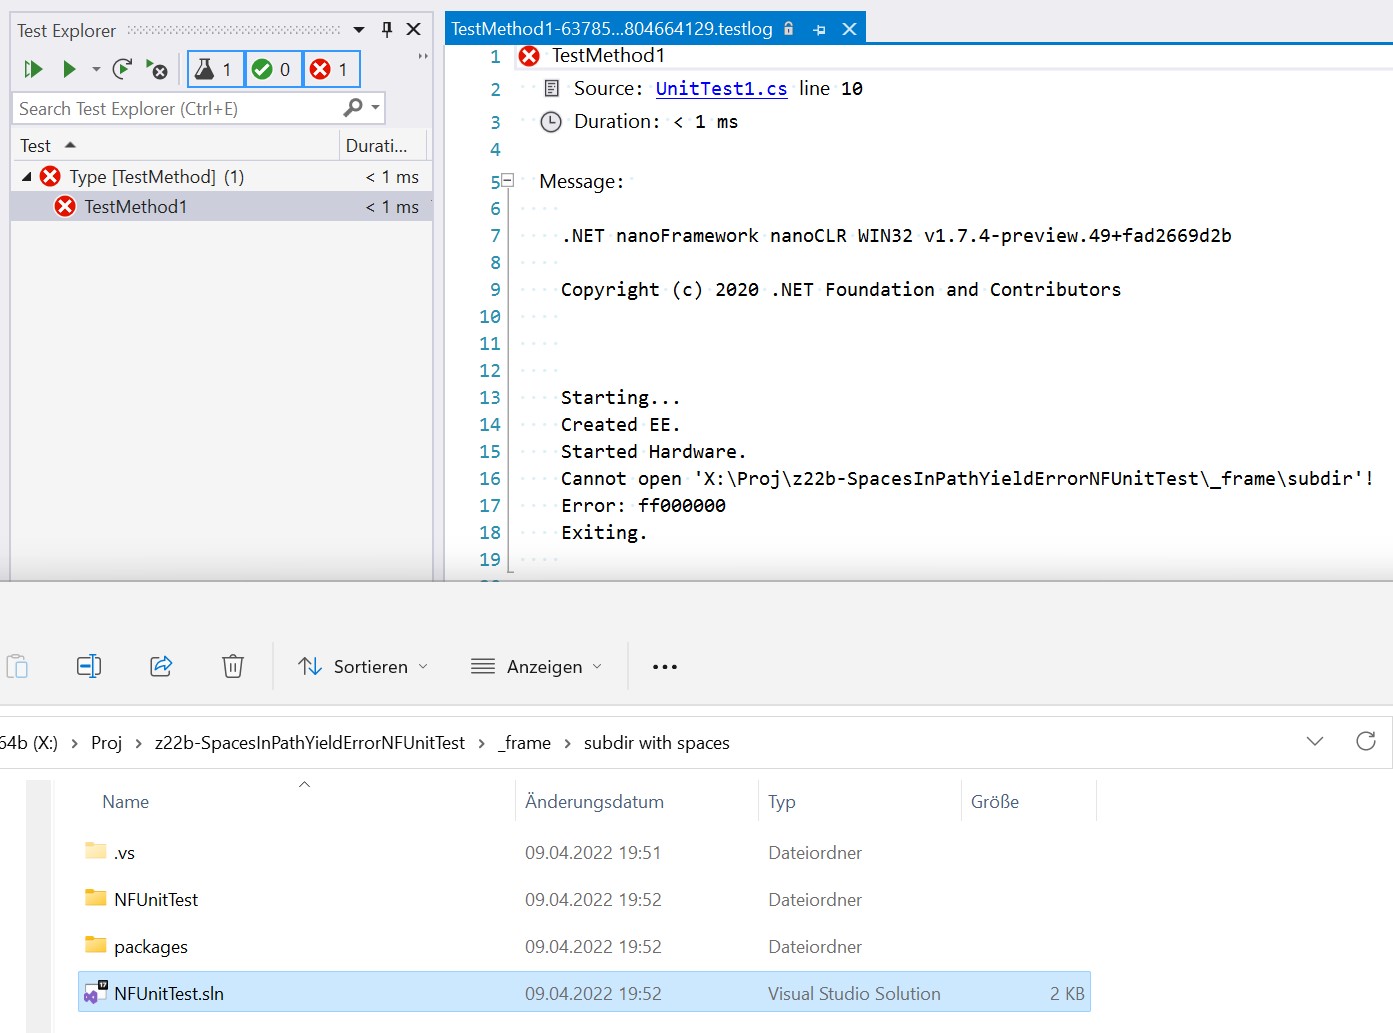 Test Explorer
1 0 1
Search Test Explorer (Ctrl+E)
Test Durati...
Type [TestMethod] (1) < 1 ms
TestMethod1 < 1 ms
TestMethod1-63785...804664129.testlog
1 TestMethod1
2 Source: UnitTest1.cs line 10
3 Duration: < 1 ms
4
5 Message:
6
7 .NET nanoFramework nanoCLR WIN32 v1.7.4-preview.49+fad2669d2b
8
9 Copyright (c) 2020 .NET Foundation and Contributors
10
11
12
13 Starting...
14 Created EE.
15 Started Hardware.
16 Cannot open 'X:\Proj\z22b-SpacesInPathYieldErrorNFUnitTest\_frame\subdir'!
17 Error: ff000000
18 Exiting.
19
Sortieren Anzeigen
64b (X:) > Proj > z22b-SpacesInPathYieldErrorNFUnitTest > _frame > subdir with spaces
Name Änderungsdatum Typ Größe
.vs 09.04.2022 19:51 Dateiordner
NFUnitTest 09.04.2022 19:52 Dateiordner
packages 09.04.2022 19:52 Dateiordner
NFUnitTest.sln 09.04.2022 19:52 Visual Studio Solution 2 KB